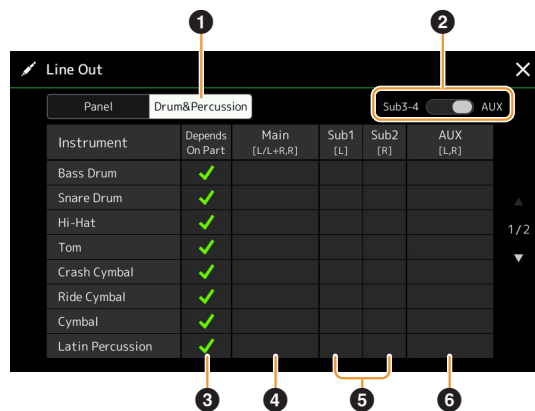 1 2
Line Out
Panel Drum&Percussion Sub3-4 AUX
Instrument Depends On Part Main [L/L+R,R] Sub1 [L] Sub2 [R] AUX [L,R]
Bass Drum
Snare Drum
Hi-Hat
Tom
1/2
Crash Cymbal
Ride Cymbal
Cymbal
Latin Percussion
3 4 5 6